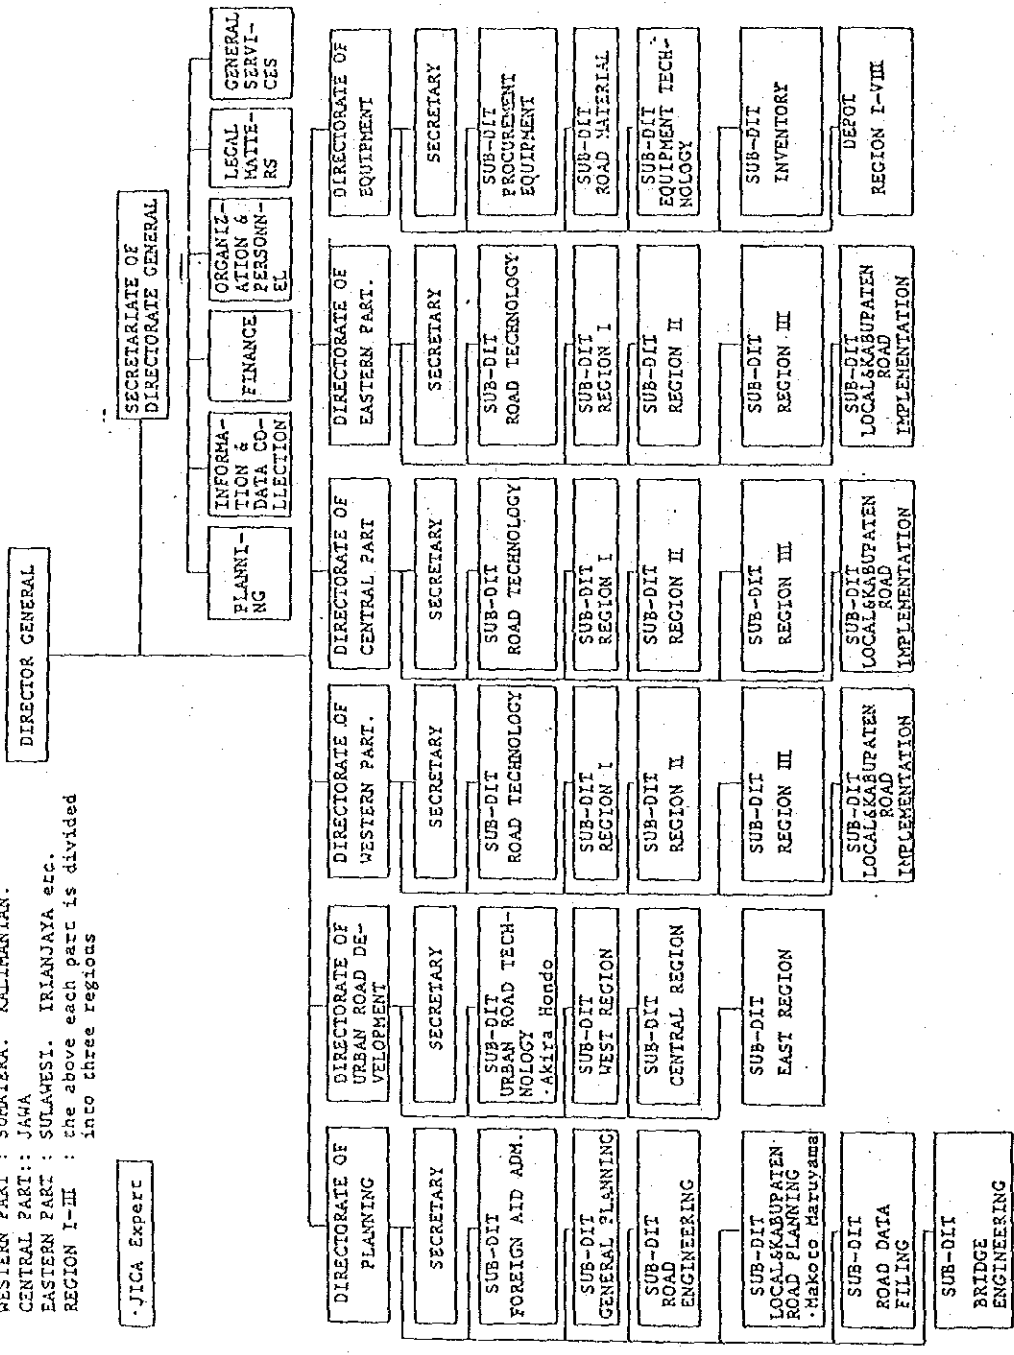 DIRECTOR GENERAL
SECRETARIATE OF
DIRECTORATE GENERAL
PLANNI-
NG
INFORMA-
TION &
DATA CO-
LLECTION
FINANCE
ORGANIZ-
ATION &
PERSONN-
EL
LEGAL
MATTE-
RS
GENERAL
SERVI-
CES
WESTERN PART : SUMATERA. KALIMANTAN.
CENTRAL PART:: JAWA
EASTERN PART : SULAWESI. IRIANJAYA etc.
REGION I-III : the above each part is divided
into three regious
·JICA Expert
DIRECTORATE OF
PLANNING
SECRETARY
SUB-DIT
FOREIGN AID ADM.
SUB-DIT
GENERAL PLANNING
SUB-DIT
ROAD
ENGINEERING
SUB-DIT
LOCAL&KABUPATEN
ROAD PLANNING
·Makoco Maruyama
SUB-DIT
ROAD DATA
FILING
SUB-DIT
BRIDGE
ENGINEERING
DIRECTORATE OF
URBAN ROAD DE-
VELOPMENT
SECRETARY
SUB-DIT
URBAN ROAD TECH-
NOLOGY
·Akira Hondo
SUB-DIT
WEST REGION
SUB-DIT
CENTRAL REGION
SUB-DIT
EAST REGION
DIRECTORATE OF
WESTERN PART.
SECRETARY
SUB-DIT
ROAD TECHNOLOGY
SUB-DIT
REGION I
SUB-DIT
REGION II
SUB-DIT
REGION III
SUB-DIT
LOCAL&KABUPATEN
ROAD
IMPLEMENTATION
DIRECTORATE OF
CENTRAL PART
SECRETARY
SUB-DIT
ROAD TECHNOLOGY
SUB-DIT
REGION I
SUB-DIT
REGION II
SUB-DIT
REGION III
SUB-DIT
LOCAL&KABUPATEN
ROAD
IMPLEMENTATION
DIRECTORATE OF
EASTERN PART.
SECRETARY
SUB-DIT
ROAD TECHNOLOGY
SUB-DIT
REGION I
SUB-DIT
REGION II
SUB-DIT
REGION III
SUB-DIT
LOCAL&KABUPATEN
ROAD
IMPLEMENTATION
DIRECTORATE OF
EQUIPMENT
SECRETARY
SUB-DIT
PROCUREMENT
EQUIPMENT
SUB-DIT
ROAD MATERIAL
SUB-DIT
EQUIPMENT TECH-
NOLOGY
SUB-DIT
INVENTORY
DEPOT
REGION I-VIII